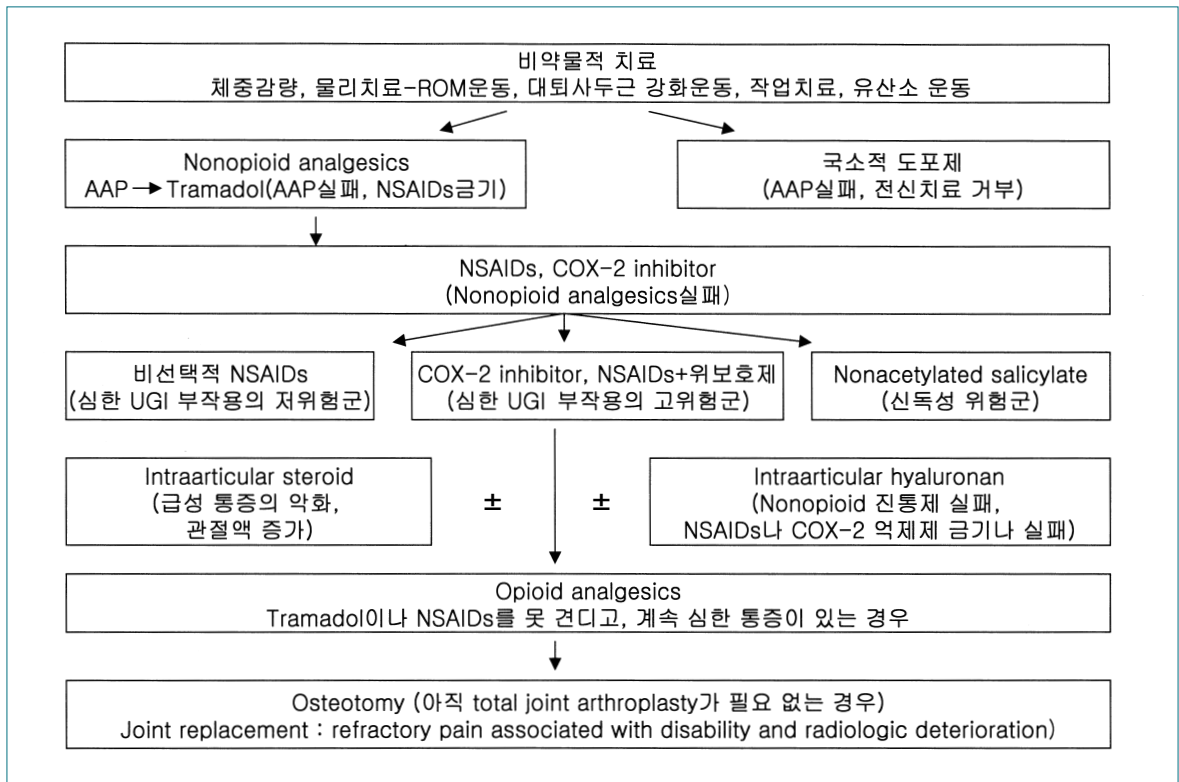 비약물적 치료
체중감량, 물리치료-ROM운동, 대퇴사두근 강화운동, 작업치료, 유산소 운동
Nonopioid analgesics
AAP → Tramadol(AAP실패, NSAIDs금기)
국소적 도포제
(AAP실패, 전신치료 거부)
NSAIDs, COX-2 inhibitor
(Nonopioid analgesics실패)
비선택적 NSAIDs
(심한 UGI 부작용의 저위험군)
COX-2 inhibitor, NSAIDs+위보호제
(심한 UGI 부작용의 고위험군)
Nonacetylated salicylate
(신독성 위험군)
Intraarticular steroid
(급성 통증의 악화,
관절액 증가)
±
±
Intraarticular hyaluronan
(Nonopioid 진통제 실패,
NSAIDs나 COX-2 억제제 금기나 실패)
Opioid analgesics
Tramadol이나 NSAIDs를 못 견디고, 계속 심한 통증이 있는 경우
Osteotomy (아직 total joint arthroplasty가 필요 없는 경우)
Joint replacement : refractory pain associated with disability and radiologic deterioration)